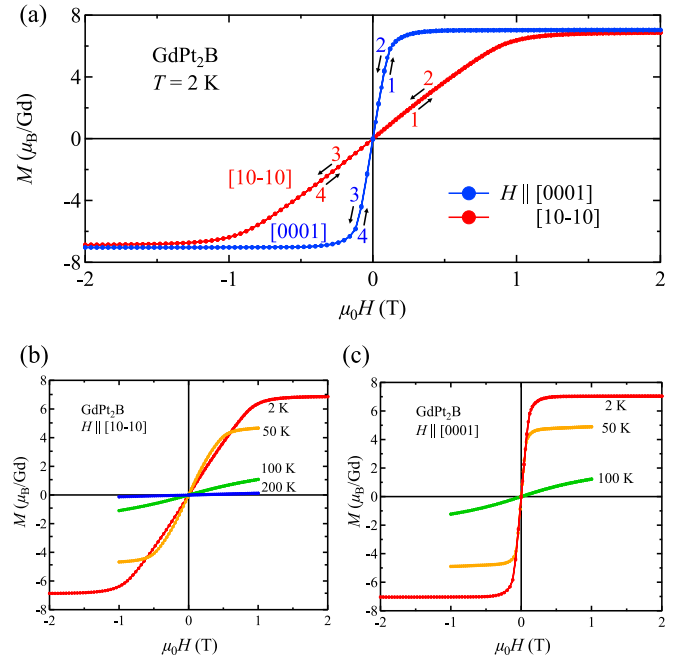 (a)
GdPt₂B
T = 2 K
M (μ_B/Gd)
8
4
0
-4
-8
2
1
2
1
3
4
3
4
[10-10]
[0001]
H || [0001]
[10-10]
-2
-1
0
1
2
μ₀H (T)
(b)
GdPt₂B
H || [10-10]
M (μ_B/Gd)
8
6
4
2
0
-2
-4
-6
-8
2 K
50 K
100 K
200 K
-2
-1
0
1
2
μ₀H (T)
(c)
GdPt₂B
H || [0001]
M (μ_B/Gd)
8
6
4
2
0
-2
-4
-6
-8
2 K
50 K
100 K
-2
-1
0
1
2
μ₀H (T)